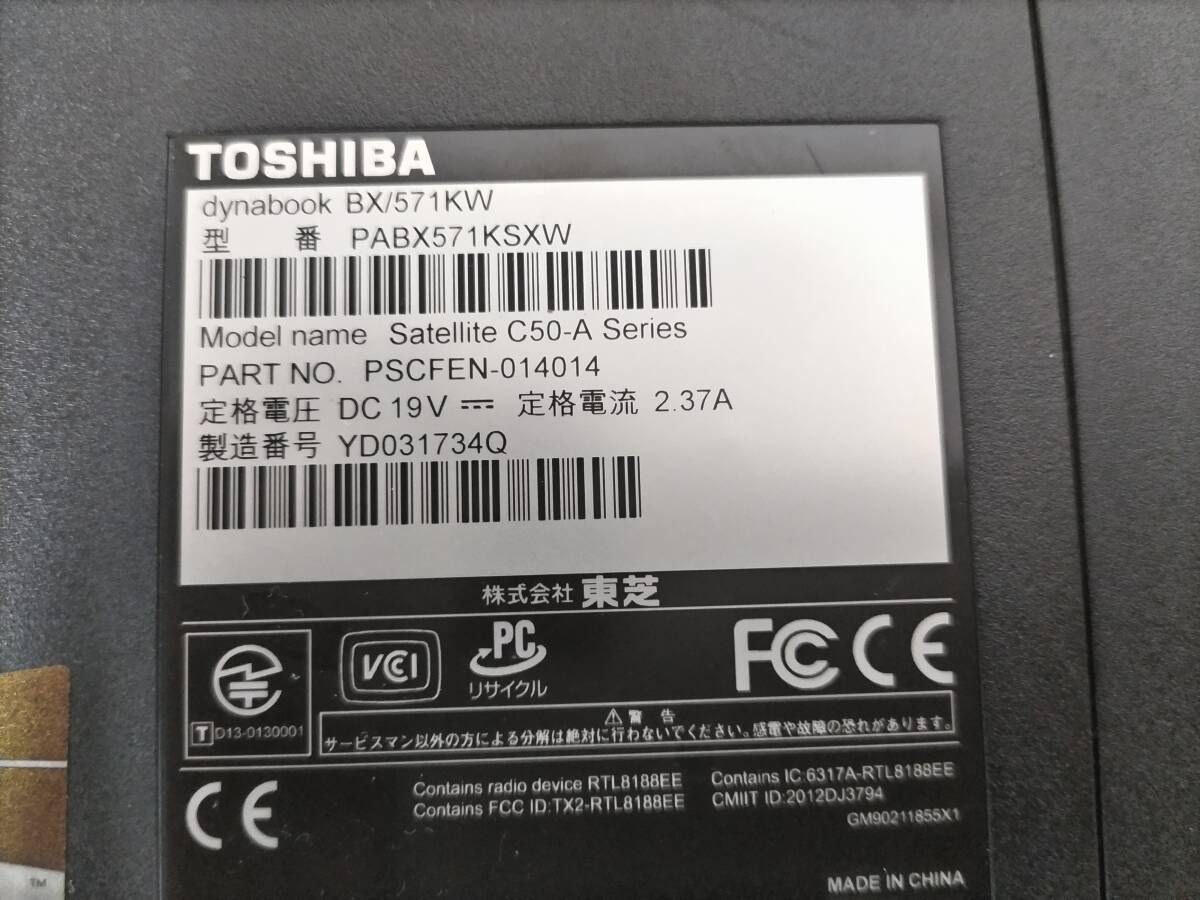 TOSHIBA
dynabook BX/571KW
型 番 PABX571KSXW
Model name Satellite C50-A Series
PART NO. PSCFEN-014014
定格電圧 DC 19V 定格電流 2.37A
製造番号 YD031734Q
株式会社 東芝
VCCI
PC
リサイクル
FC CE
T D13-0130001
⚠ 警 告
サービスマン以外の方による分解は絶対に行わないでください。感電や故障の恐れがあります。
CE
Contains radio device RTL8188EE Contains IC:6317A-RTL8188EE
Contains FCC ID:TX2-RTL8188EE CMIIT ID:2012DJ3794
GM90211855X1
MADE IN CHINA
TM